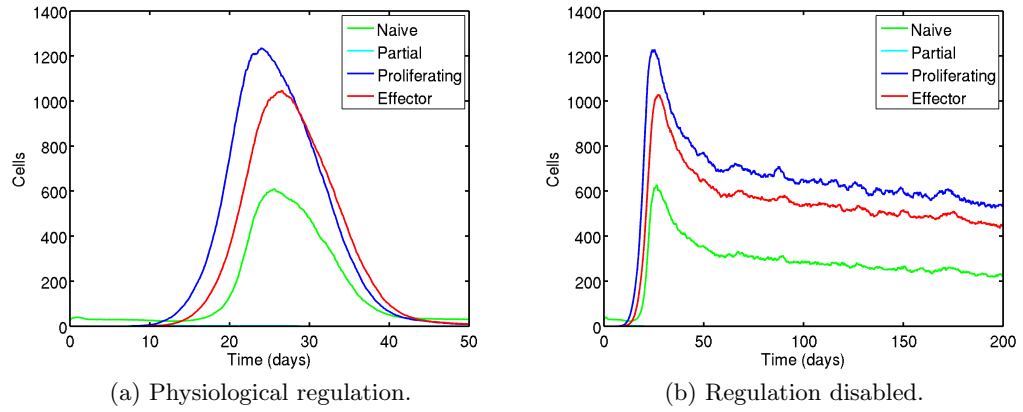 1400
1200
1000
800
600
400
200
0
Cells
0 10 20 30 40 50
Time (days)
Naive
Partial
Proliferating
Effector
(a) Physiological regulation.
1400
1200
1000
800
600
400
200
0
Cells
0 50 100 150 200
Time (days)
Naive
Partial
Proliferating
Effector
(b) Regulation disabled.